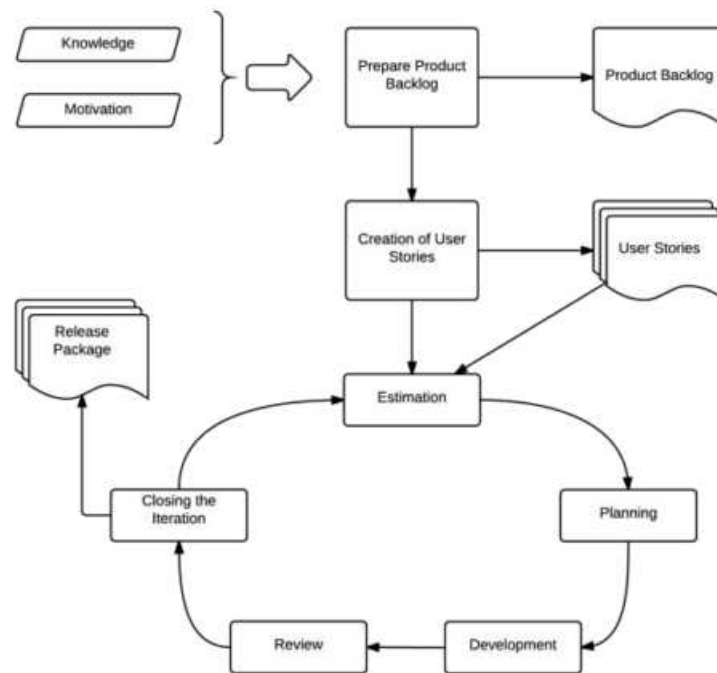 Knowledge
Motivation
Prepare Product
Backlog
Product Backlog
Creation of User
Stories
User Stories
Release
Package
Estimation
Closing the
Iteration
Planning
Review
Development